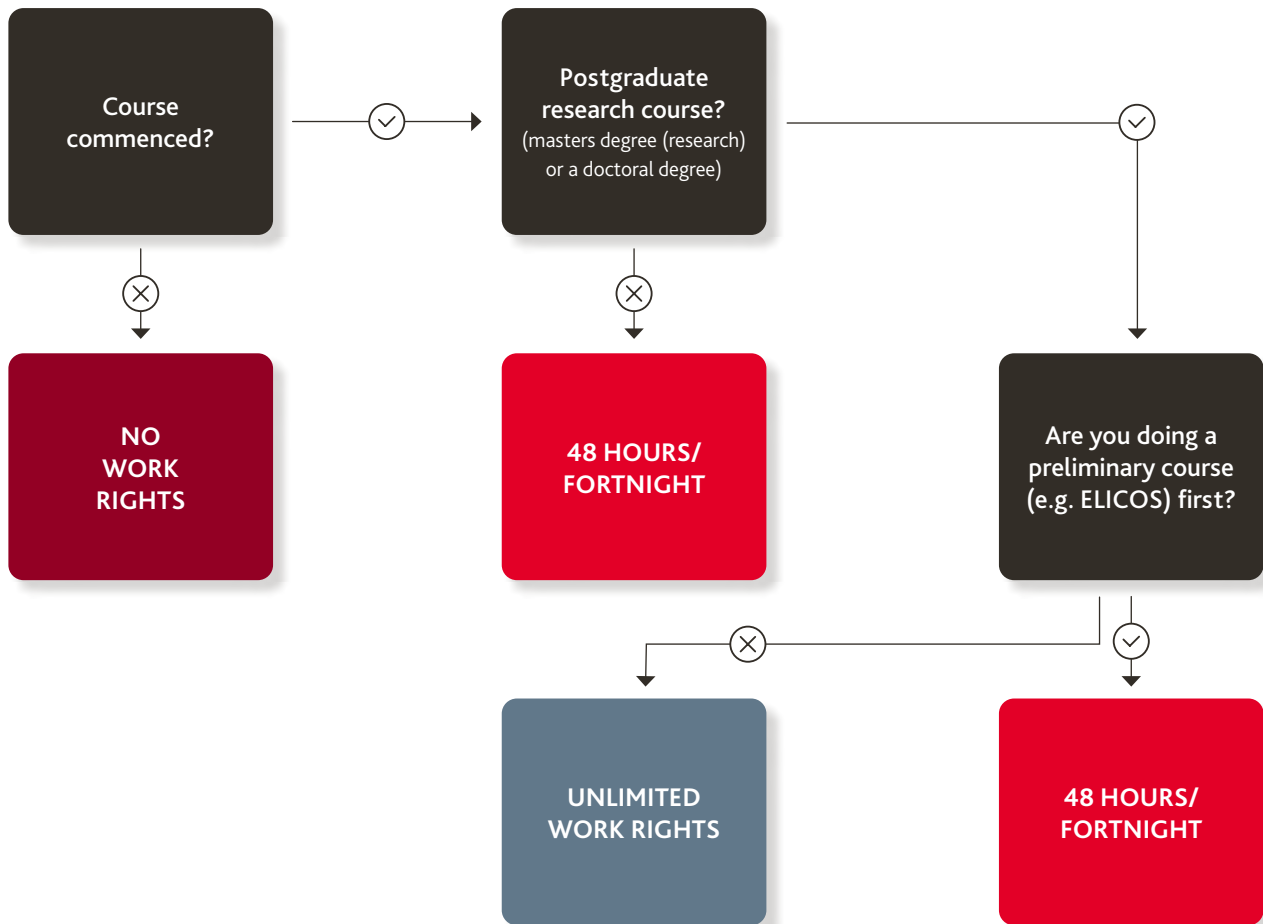 Course
commenced?
Postgraduate
research course?
(masters degree (research)
or a doctoral degree)
NO
WORK
RIGHTS
48 HOURS/
FORTNIGHT
Are you doing a
preliminary course
(e.g. ELICOS) first?
UNLIMITED
WORK RIGHTS
48 HOURS/
FORTNIGHT